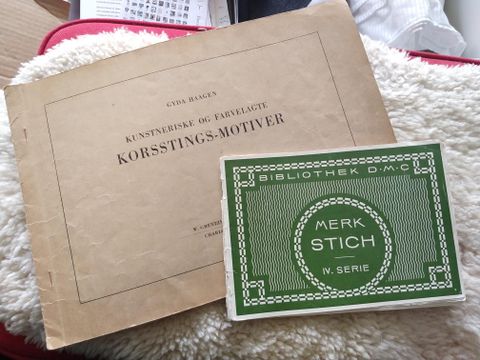 GYDA HAAGEN
KUNSTNERISKE OG FARVELAGTE
KORSSTINGS-MOTIVER
BIBLIOTHEK D·M·C
MERK
STICH
IV. SERIE